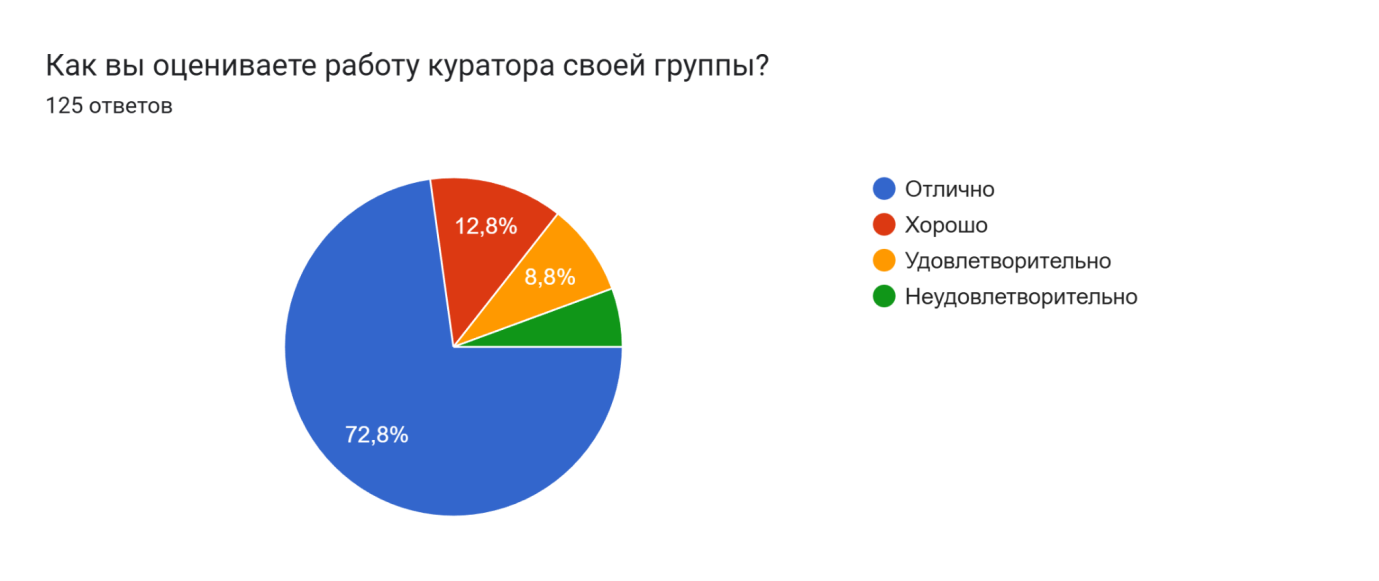 Как вы оцениваете работу куратора своей группы?
125 ответов
12,8%
8,8%
72,8%
Отлично
Хорошо
Удовлетворительно
Неудовлетворительно